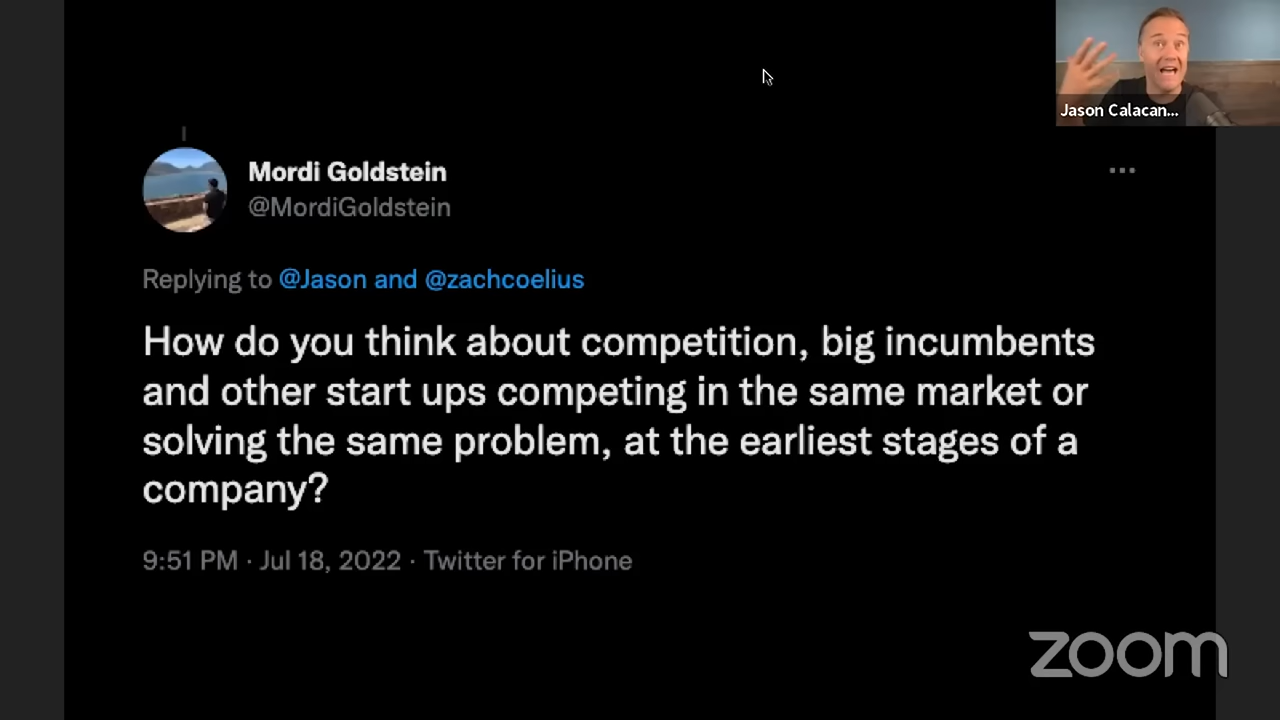 Jason Calacan...
Mordi Goldstein
@MordiGoldstein
Replying to @Jason and @zachcoelius
How do you think about competition, big incumbents
and other start ups competing in the same market or
solving the same problem, at the earliest stages of a
company?
9:51 PM · Jul 18, 2022 · Twitter for iPhone
zoom